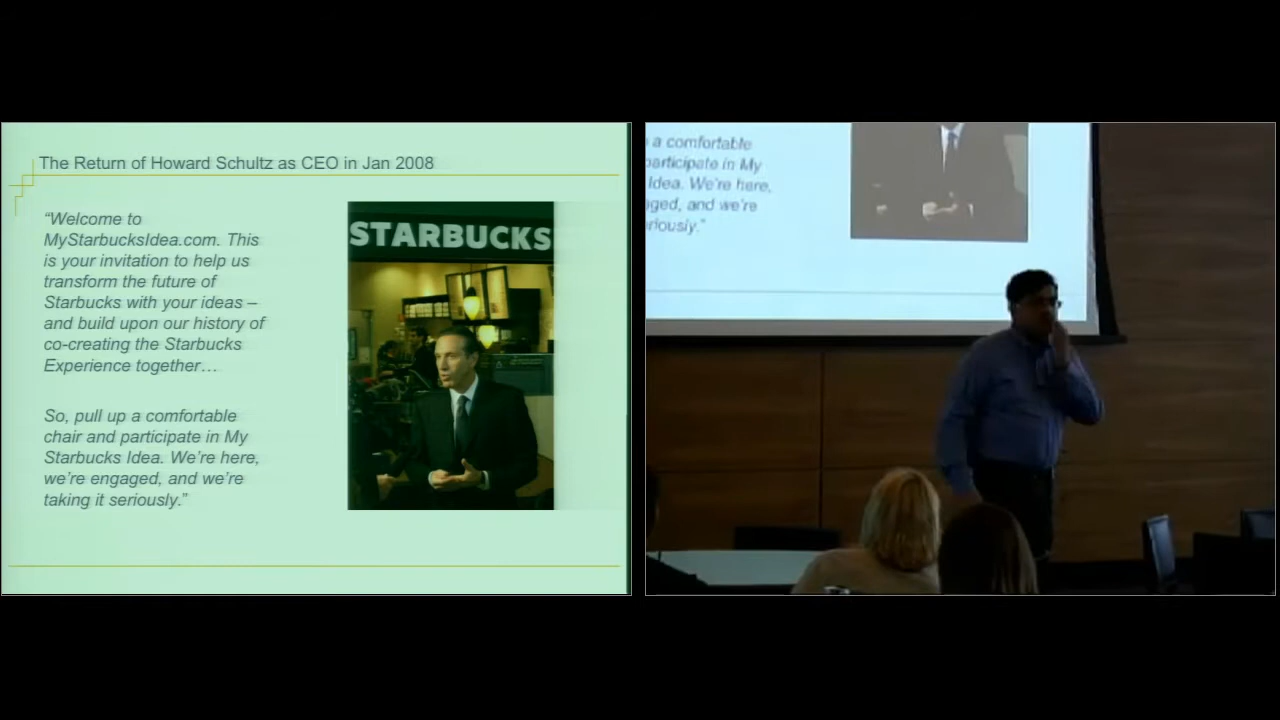 The Return of Howard Schultz as CEO in Jan 2008
“Welcome to
MyStarbucksIdea.com. This
is your invitation to help us
transform the future of
Starbucks with your ideas –
and build upon our history of
co-creating the Starbucks
Experience together…
So, pull up a comfortable
chair and participate in My
Starbucks Idea. We’re here,
we’re engaged, and we’re
taking it seriously.”
STARBUCKS
a comfortable
participate in My
Idea. We’re here,
aged, and we’re
riously.”